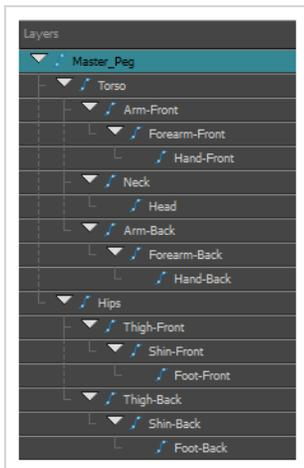 Layers
Master_Peg
Torso
Arm-Front
Forearm-Front
Hand-Front
Neck
Head
Arm-Back
Forearm-Back
Hand-Back
Hips
Thigh-Front
Shin-Front
Foot-Front
Thigh-Back
Shin-Back
Foot-Back